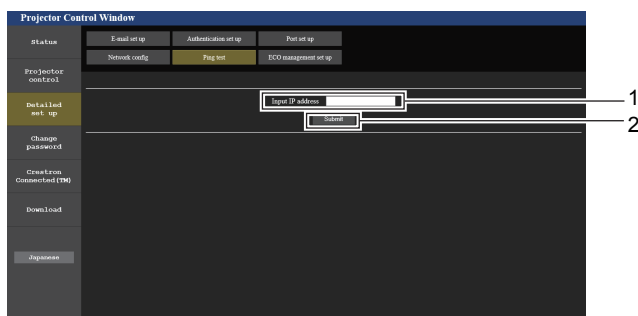 Projector Control Window
Status
E-mail set up
Authentication set up
Port set up
Network config
Ping test
ECO management set up
Projector
control
Detailed
set up
Change
password
Crestron
Connected(TM)
Download
Japanese
Input IP address
1
Submit
2